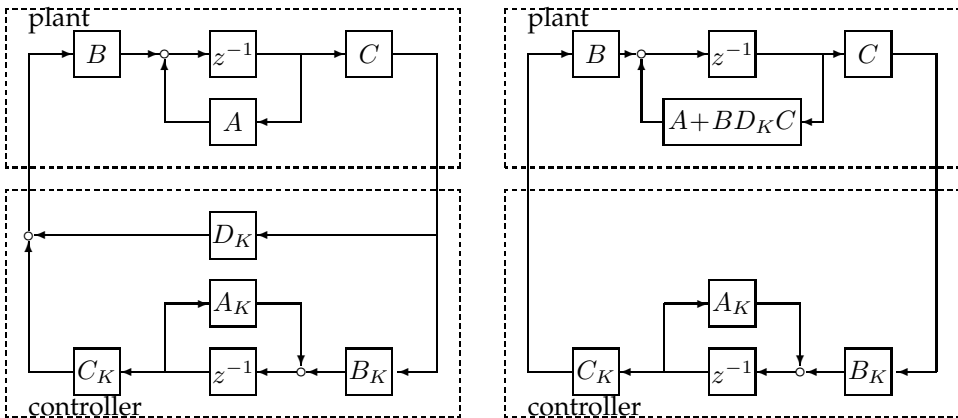 plant
B
z⁻¹
C
A
D_K
A_K
C_K
z⁻¹
B_K
controller
plant
B
z⁻¹
C
A+BD_KC
A_K
C_K
z⁻¹
B_K
controller